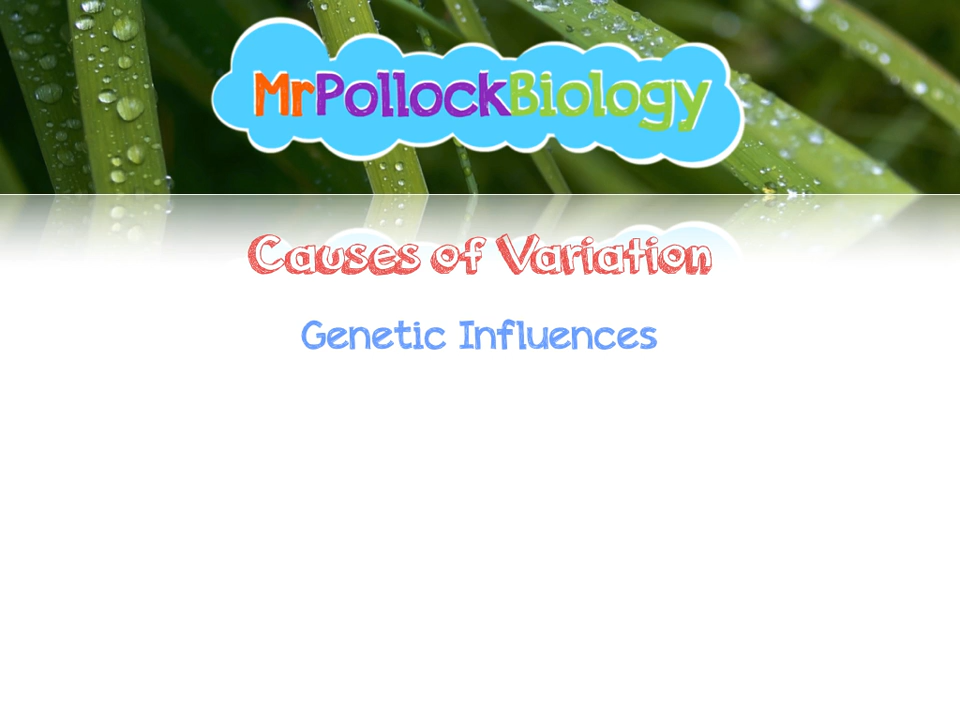 MrPollockBiology
Causes of Variation
Genetic Influences